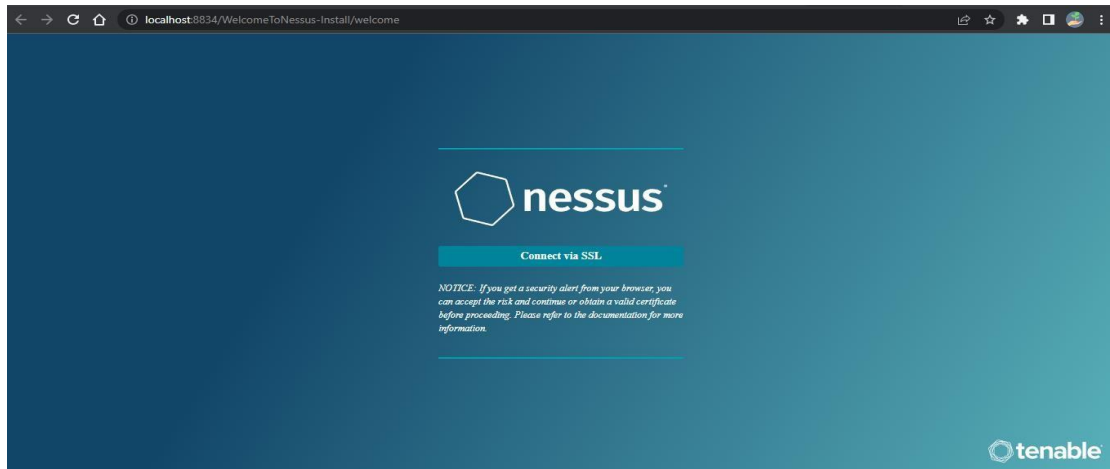 localhost:8834/WelcomeToNessus-Install/welcome
nessus
Connect via SSL
NOTICE: If you get a security alert from your browser, you
can accept the risk and continue or obtain a valid certificate
before proceeding. Please refer to the documentation for more
information.
tenable